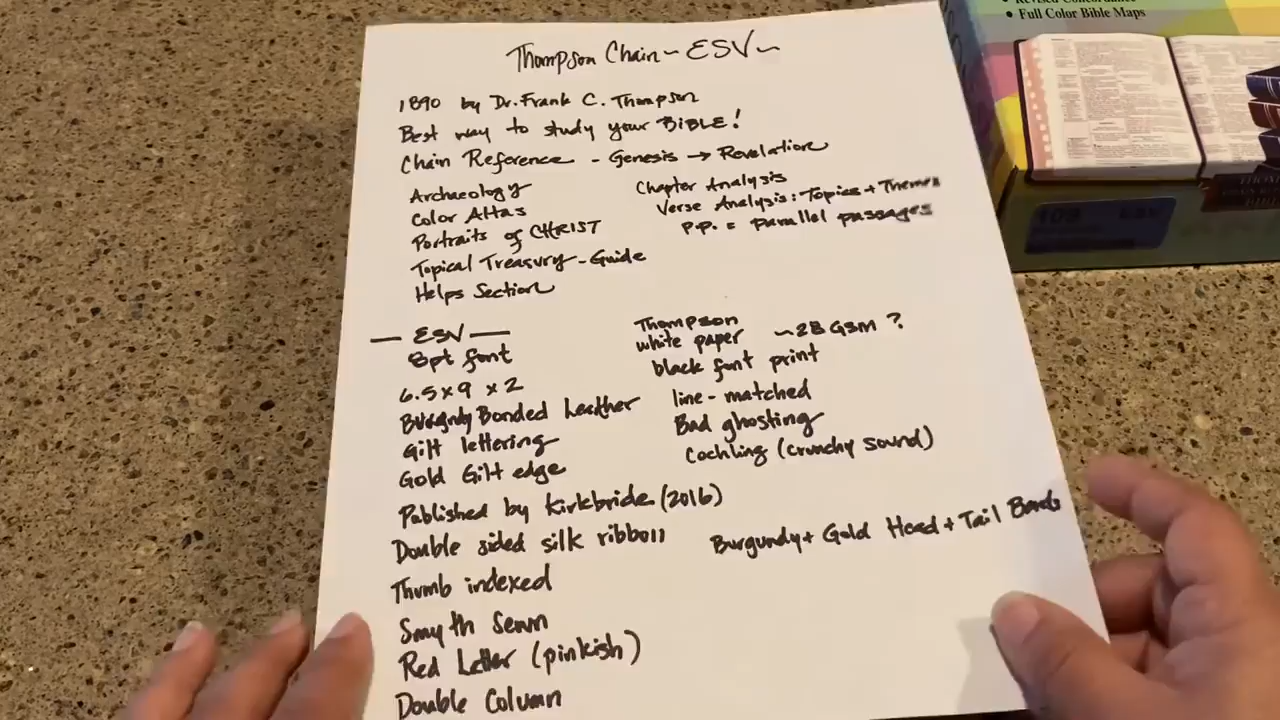 Thompson Chain ~ ESV ~
1890 by Dr. Frank C. Thompson
Best way to study your BIBLE!
Chain Reference - Genesis → Revelation
Archaeology
Color Altas
Portraits of CHRIST
Topical Treasury - Guide
Helps Section
Chapter Analysis
Verse Analysis: Topics + Themes
P.P. = Parallel passages
— ESV —
8pt font
6.5 x 9 x 2
Burgundy Bonded Leather
Gilt lettering
Gold Gilt edge
Published by Kirkbride (2016)
Double sided silk ribbon
Thumb indexed
Smyth Sewn
Red Letter (pinkish)
Double Column
Thompson
white paper ~28 GSM ?
black font print
line-matched
Bad ghosting
Cockling (crunchy sound)
Burgundy + Gold Head + Tail Bands
• Full Color Bible Maps